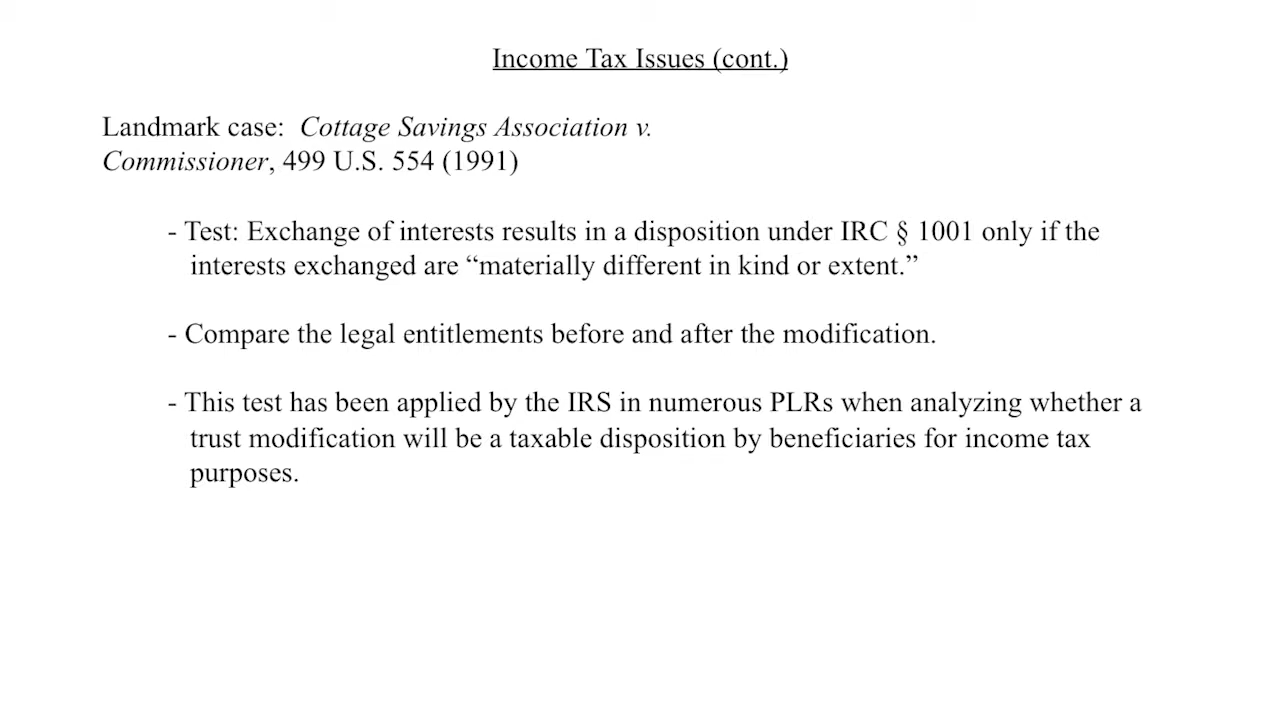 Income Tax Issues (cont.)
Landmark case:  Cottage Savings Association v.
Commissioner, 499 U.S. 554 (1991)
- Test: Exchange of interests results in a disposition under IRC § 1001 only if the
interests exchanged are “materially different in kind or extent.”
- Compare the legal entitlements before and after the modification.
- This test has been applied by the IRS in numerous PLRs when analyzing whether a
trust modification will be a taxable disposition by beneficiaries for income tax
purposes.